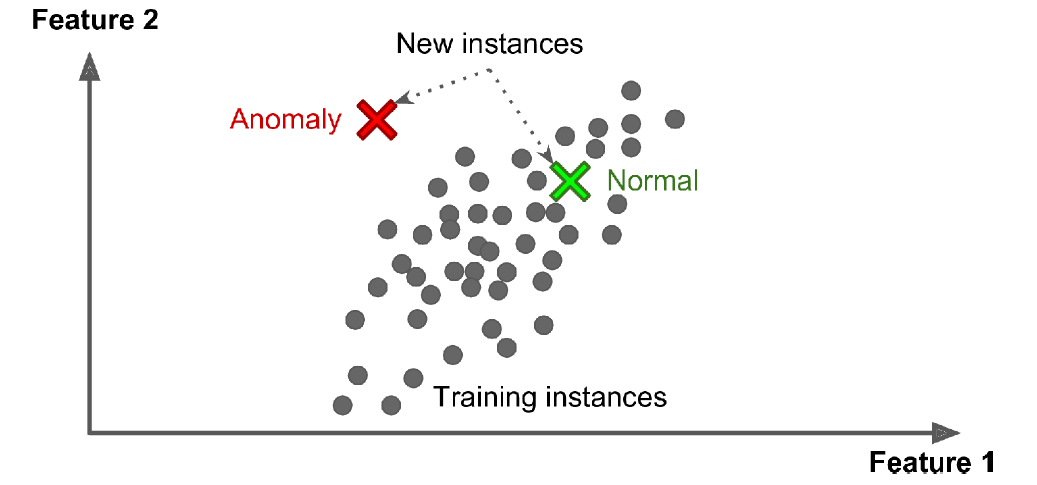 Feature 2
New instances
Anomaly
Normal
Training instances
Feature 1